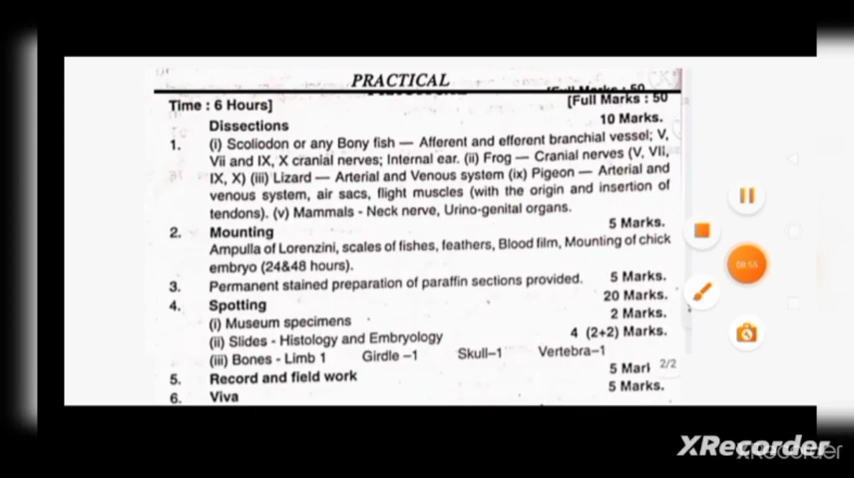 PRACTICAL
Time : 6 Hours] [Full Marks : 50
Dissections 10 Marks.
1. (i) Scoliodon or any Bony fish — Afferent and efferent branchial vessel; V,
Vii and IX, X cranial nerves; Internal ear. (ii) Frog — Cranial nerves (V, VII,
IX, X) (iii) Lizard — Arterial and Venous system (ix) Pigeon — Arterial and
venous system, air sacs, flight muscles (with the origin and insertion of
tendons). (v) Mammals - Neck nerve, Urino-genital organs.
2. Mounting 5 Marks.
Ampulla of Lorenzini, scales of fishes, feathers, Blood film, Mounting of chick
embryo (24&48 hours).
3. Permanent stained preparation of paraffin sections provided. 5 Marks.
4. Spotting 20 Marks.
(i) Museum specimens 2 Marks.
(ii) Slides - Histology and Embryology 4 (2+2) Marks.
(iii) Bones - Limb 1 Girdle –1 Skull–1 Vertebra–1
5. Record and field work 5 Marl 2/2
6. Viva 5 Marks.
XRecorder
XRecorder